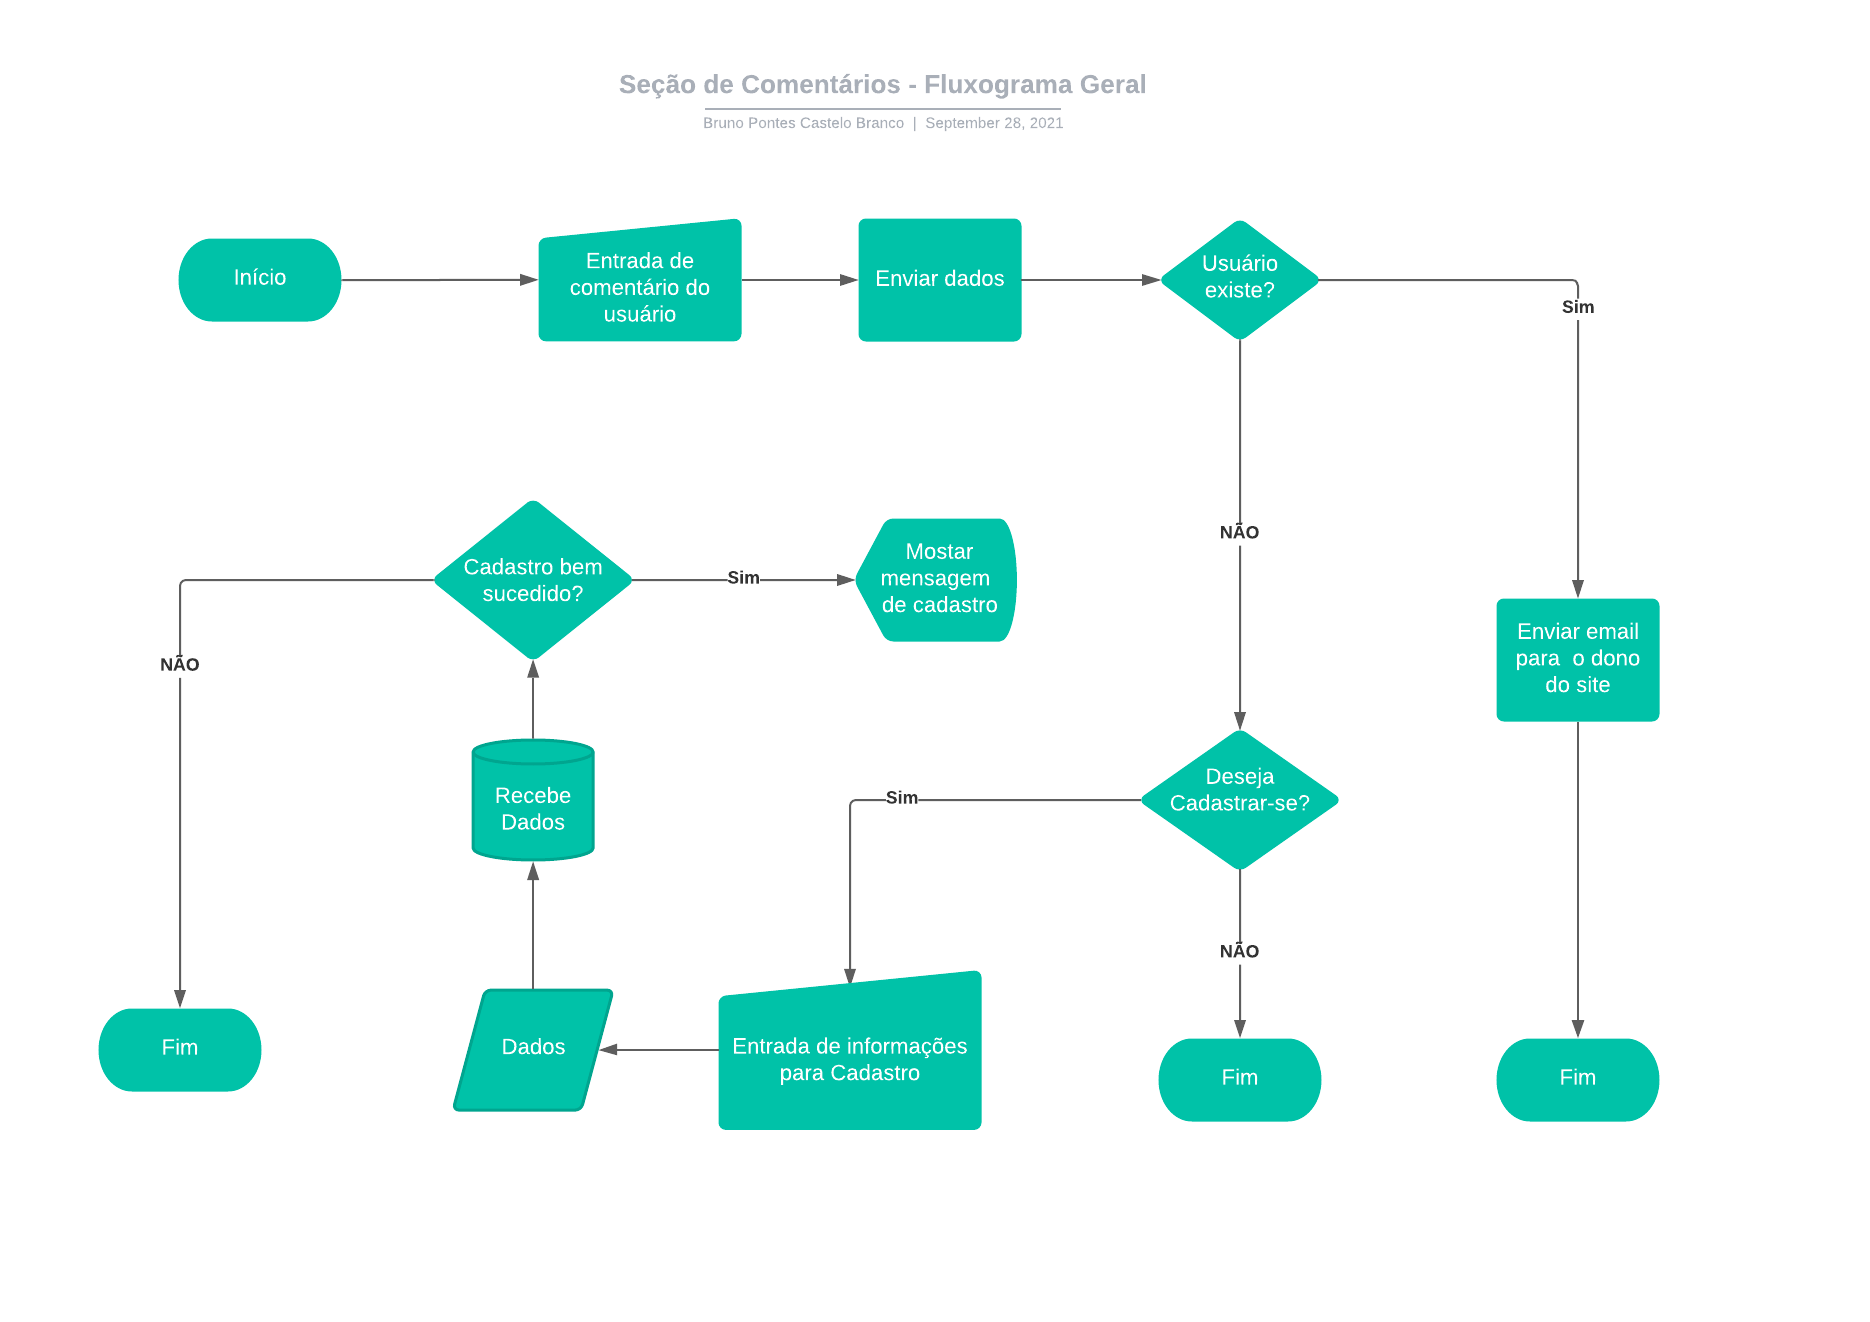 Seção de Comentários - Fluxograma Geral
Bruno Pontes Castelo Branco | September 28, 2021
Início
Entrada de
comentário do
usuário
Enviar dados
Usuário
existe?
Sim
NÃO
Cadastro bem
sucedido?
Sim
Mostar
mensagem
de cadastro
NÃO
Enviar email
para  o dono
do site
Recebe
Dados
Sim
Deseja
Cadastrar-se?
NÃO
Fim
Dados
Entrada de informações
para Cadastro
Fim
Fim